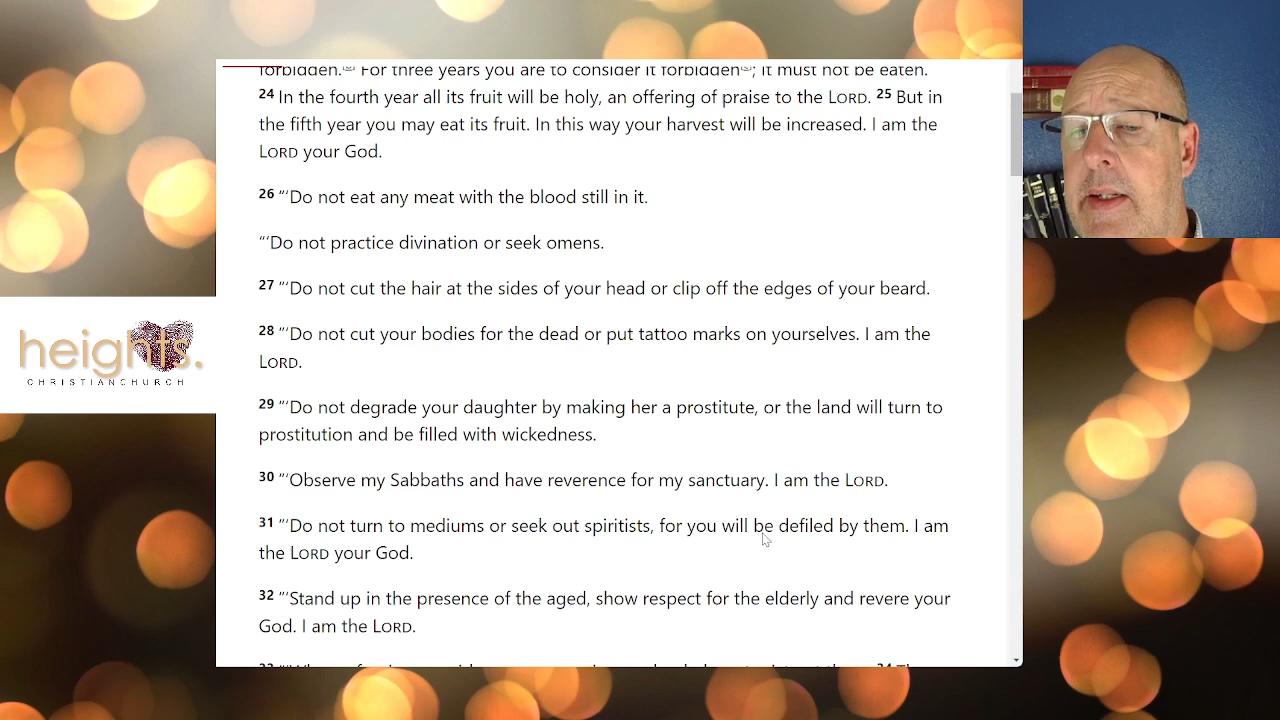 forbidden. For three years you are to consider it forbidden; it must not be eaten.
24 In the fourth year all its fruit will be holy, an offering of praise to the LORD. 25 But in
the fifth year you may eat its fruit. In this way your harvest will be increased. I am the
LORD your God.
26 “‘Do not eat any meat with the blood still in it.
“‘Do not practice divination or seek omens.
27 “‘Do not cut the hair at the sides of your head or clip off the edges of your beard.
28 “‘Do not cut your bodies for the dead or put tattoo marks on yourselves. I am the
LORD.
29 “‘Do not degrade your daughter by making her a prostitute, or the land will turn to
prostitution and be filled with wickedness.
30 “‘Observe my Sabbaths and have reverence for my sanctuary. I am the LORD.
31 “‘Do not turn to mediums or seek out spiritists, for you will be defiled by them. I am
the LORD your God.
32 “‘Stand up in the presence of the aged, show respect for the elderly and revere your
God. I am the LORD.
heights.
CHRISTIANCHURCH